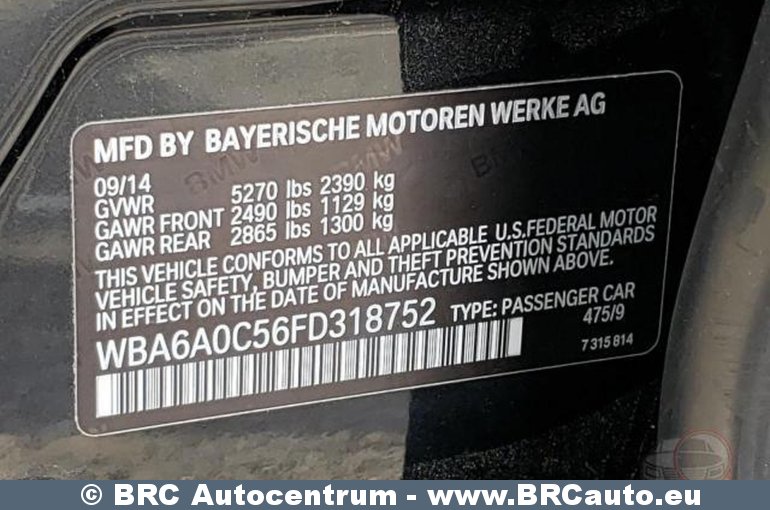 MFD BY BAYERISCHE MOTOREN WERKE AG
09/14
GVWR 5270 lbs 2390 kg
GAWR FRONT 2490 lbs 1129 kg
GAWR REAR 2865 lbs 1300 kg
THIS VEHICLE CONFORMS TO ALL APPLICABLE U.S.FEDERAL MOTOR
VEHICLE SAFETY, BUMPER AND THEFT PREVENTION STANDARDS
IN EFFECT ON THE DATE OF MANUFACTURE SHOWN ABOVE.
WBA6A0C56FD318752 TYPE: PASSENGER CAR
475/9
7 315 814
© BRC Autocentrum - www.BRCauto.eu